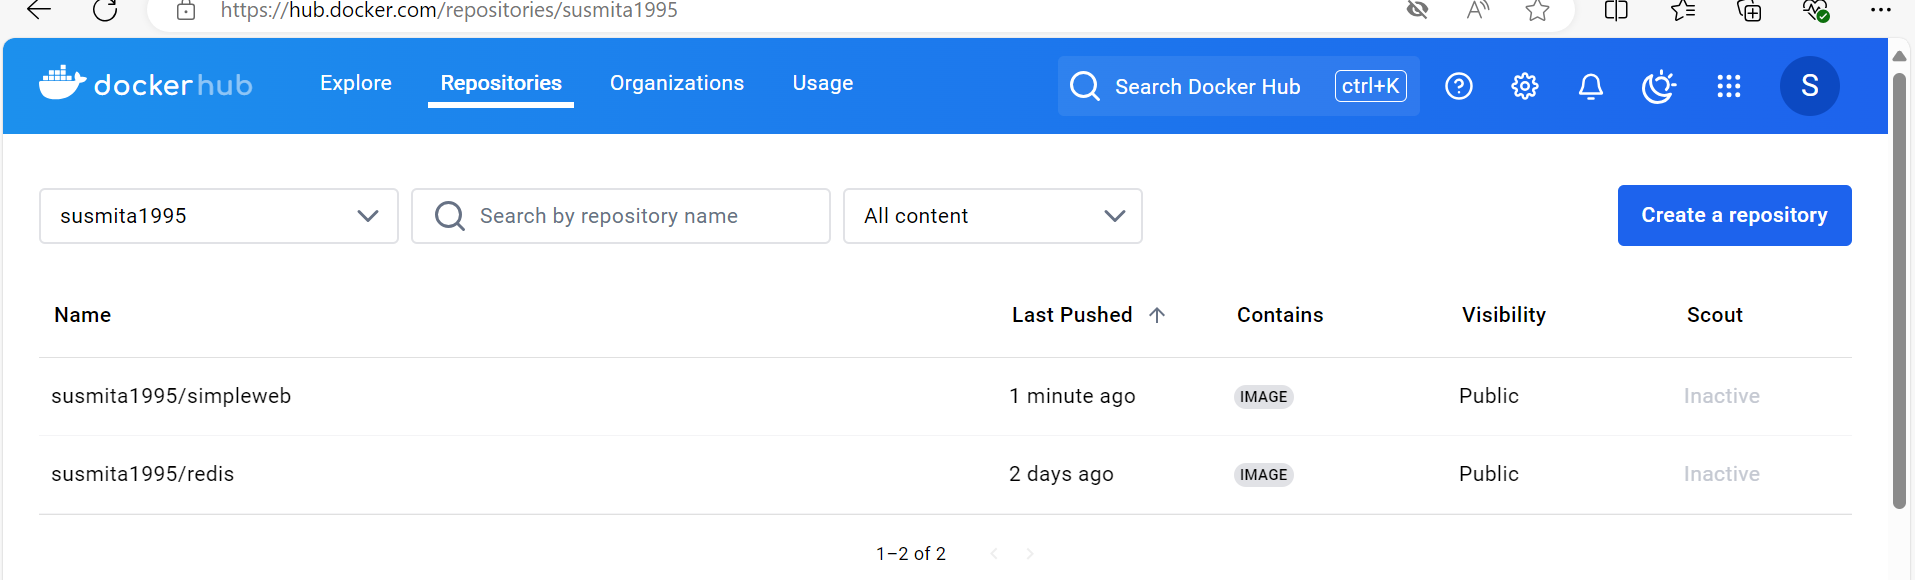 https://hub.docker.com/repositories/susmita1995
docker hub Explore Repositories Organizations Usage Search Docker Hub ctrl+K S
susmita1995 Search by repository name All content Create a repository
Name Last Pushed Contains Visibility Scout
susmita1995/simpleweb 1 minute ago IMAGE Public Inactive
susmita1995/redis 2 days ago IMAGE Public Inactive
1–2 of 2